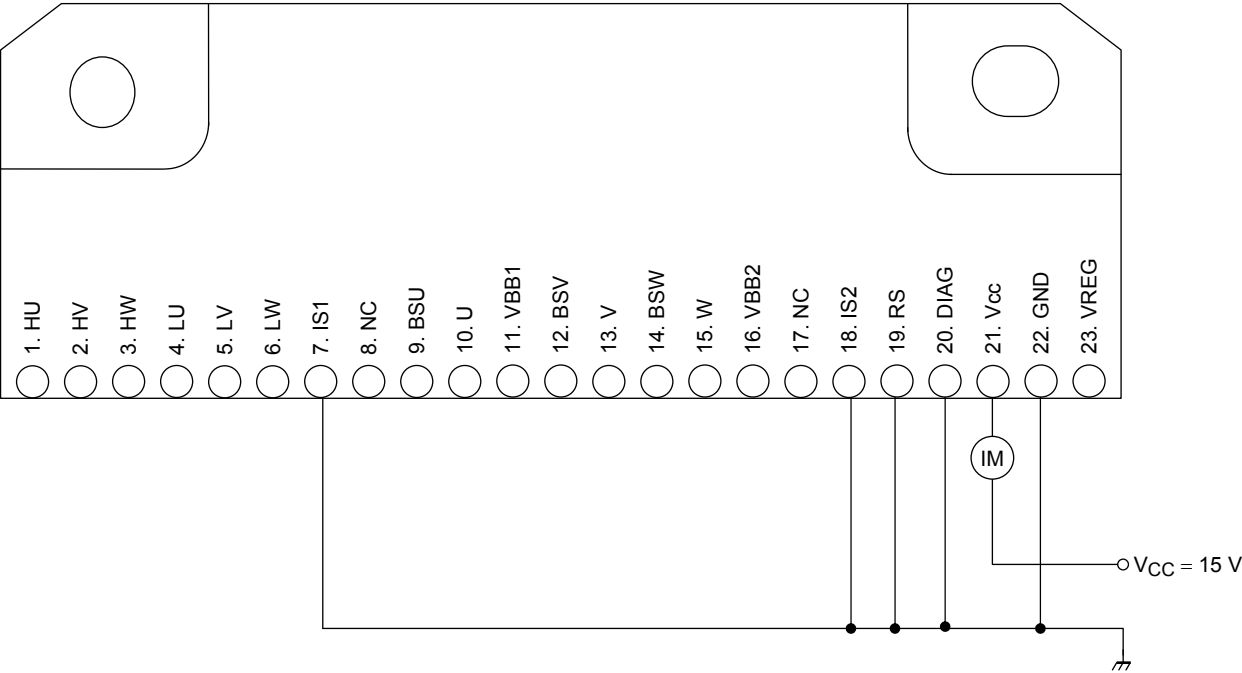 1. HU
2. HV
3. HW
4. LU
5. LV
6. LW
7. IS1
8. NC
9. BSU
10. U
11. VBB1
12. BSV
13. V
14. BSW
15. W
16. VBB2
17. NC
18. IS2
19. RS
20. DIAG
21. Vcc
22. GND
23. VREG
IM
VCC = 15 V